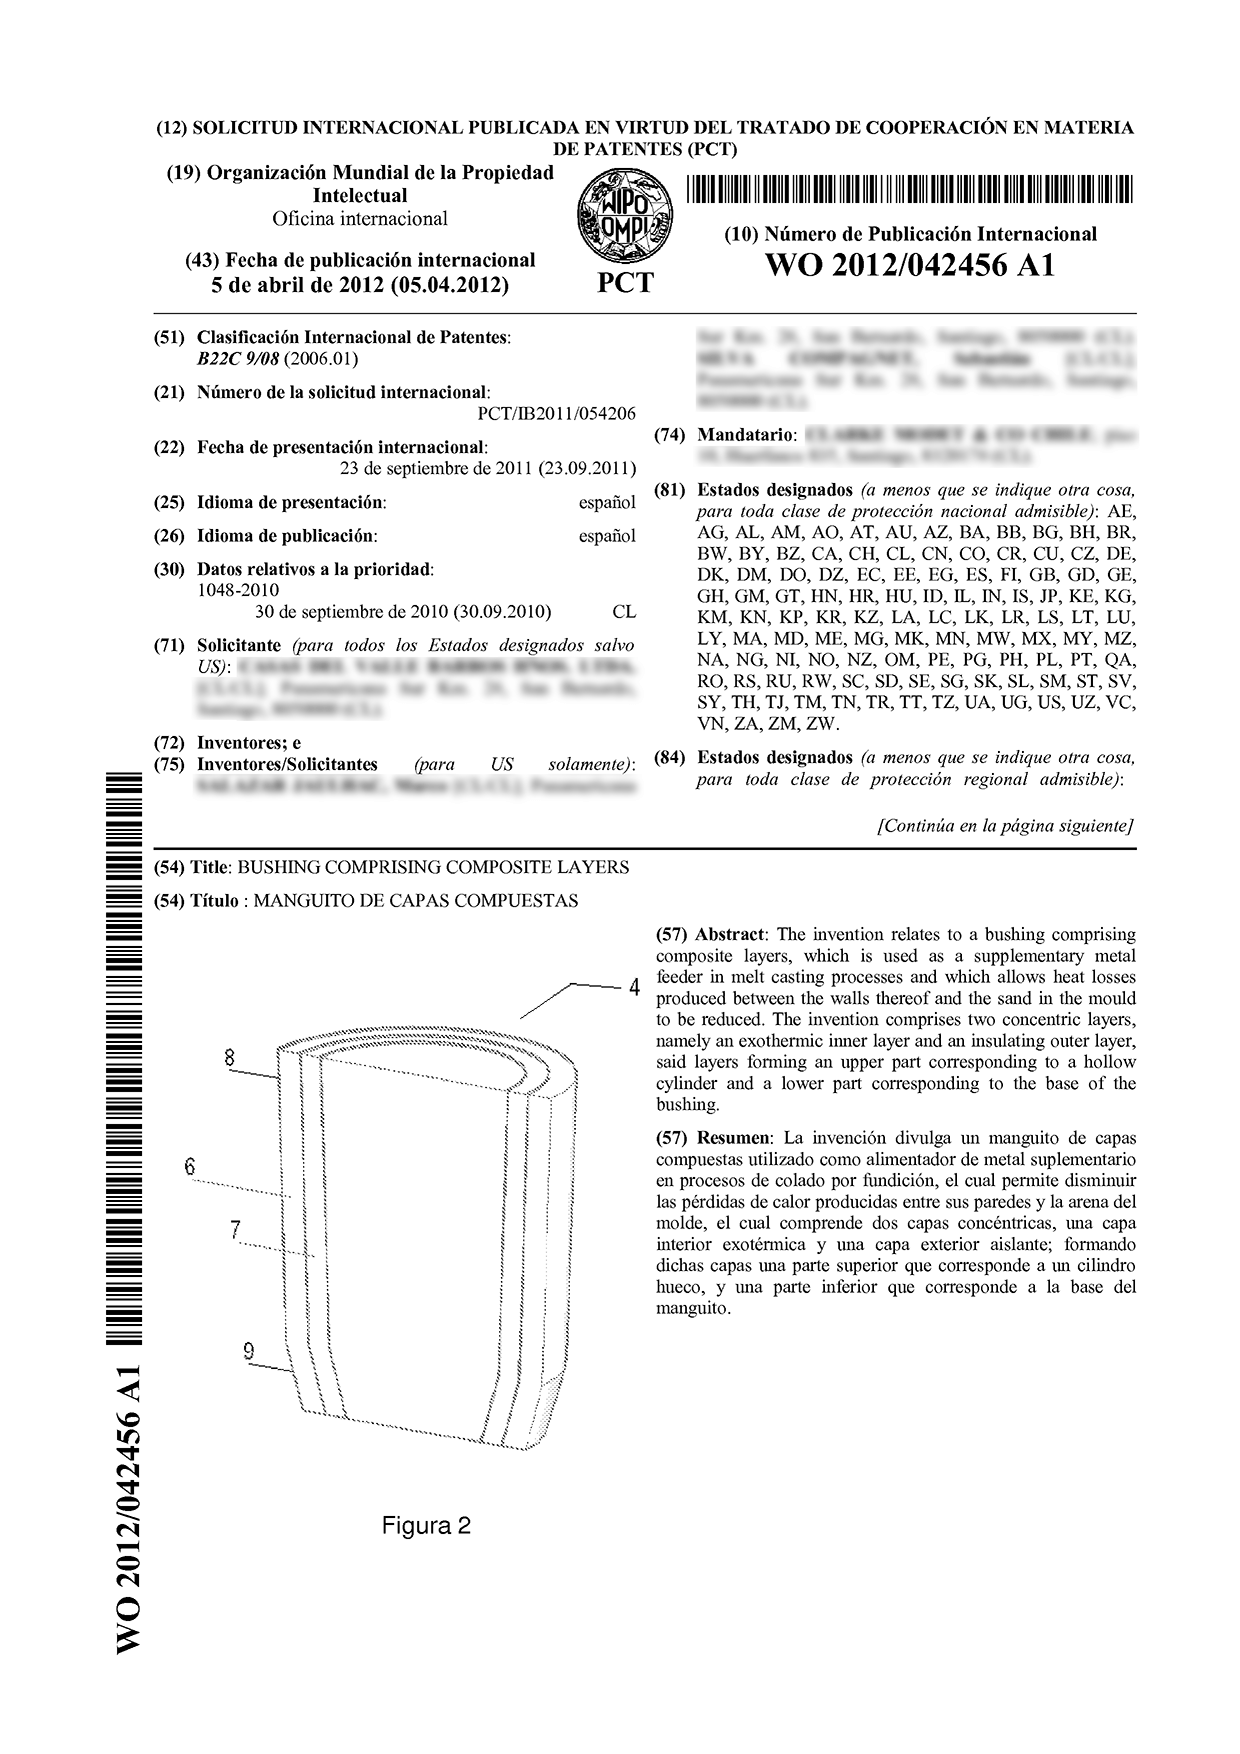 (12) SOLICITUD INTERNACIONAL PUBLICADA EN VIRTUD DEL TRATADO DE COOPERACIÓN EN MATERIA
DE PATENTES (PCT)
(19) Organización Mundial de la Propiedad
Intelectual
Oficina internacional
(43) Fecha de publicación internacional
5 de abril de 2012 (05.04.2012)
WIPO
OMPI
PCT
(10) Número de Publicación Internacional
WO 2012/042456 A1
(51) Clasificación Internacional de Patentes:
B22C 9/08 (2006.01)
(21) Número de la solicitud internacional:
PCT/IB2011/054206
(22) Fecha de presentación internacional:
23 de septiembre de 2011 (23.09.2011)
(25) Idioma de presentación: español
(26) Idioma de publicación: español
(30) Datos relativos a la prioridad:
1048-2010
30 de septiembre de 2010 (30.09.2010) CL
(71) Solicitante (para todos los Estados designados salvo
US):
(72) Inventores; e
(75) Inventores/Solicitantes (para US solamente):
(74) Mandatario:
(81) Estados designados (a menos que se indique otra cosa,
para toda clase de protección nacional admisible): AE,
AG, AL, AM, AO, AT, AU, AZ, BA, BB, BG, BH, BR,
BW, BY, BZ, CA, CH, CL, CN, CO, CR, CU, CZ, DE,
DK, DM, DO, DZ, EC, EE, EG, ES, FI, GB, GD, GE,
GH, GM, GT, HN, HR, HU, ID, IL, IN, IS, JP, KE, KG,
KM, KN, KP, KR, KZ, LA, LC, LK, LR, LS, LT, LU,
LY, MA, MD, ME, MG, MK, MN, MW, MX, MY, MZ,
NA, NG, NI, NO, NZ, OM, PE, PG, PH, PL, PT, QA,
RO, RS, RU, RW, SC, SD, SE, SG, SK, SL, SM, ST, SV,
SY, TH, TJ, TM, TN, TR, TT, TZ, UA, UG, US, UZ, VC,
VN, ZA, ZM, ZW.
(84) Estados designados (a menos que se indique otra cosa,
para toda clase de protección regional admisible):
[Continúa en la página siguiente]
(54) Title: BUSHING COMPRISING COMPOSITE LAYERS
(54) Título : MANGUITO DE CAPAS COMPUESTAS
4
8
6
7
9
Figura 2
(57) Abstract: The invention relates to a bushing comprising
composite layers, which is used as a supplementary metal
feeder in melt casting processes and which allows heat losses
produced between the walls thereof and the sand in the mould
to be reduced. The invention comprises two concentric layers,
namely an exothermic inner layer and an insulating outer layer,
said layers forming an upper part corresponding to a hollow
cylinder and a lower part corresponding to the base of the
bushing.
(57) Resumen: La invención divulga un manguito de capas
compuestas utilizado como alimentador de metal suplementario
en procesos de colado por fundición, el cual permite disminuir
las pérdidas de calor producidas entre sus paredes y la arena del
molde, el cual comprende dos capas concéntricas, una capa
interior exotérmica y una capa exterior aislante; formando
dichas capas una parte superior que corresponde a un cilindro
hueco, y una parte inferior que corresponde a la base del
manguito.
WO 2012/042456 A1